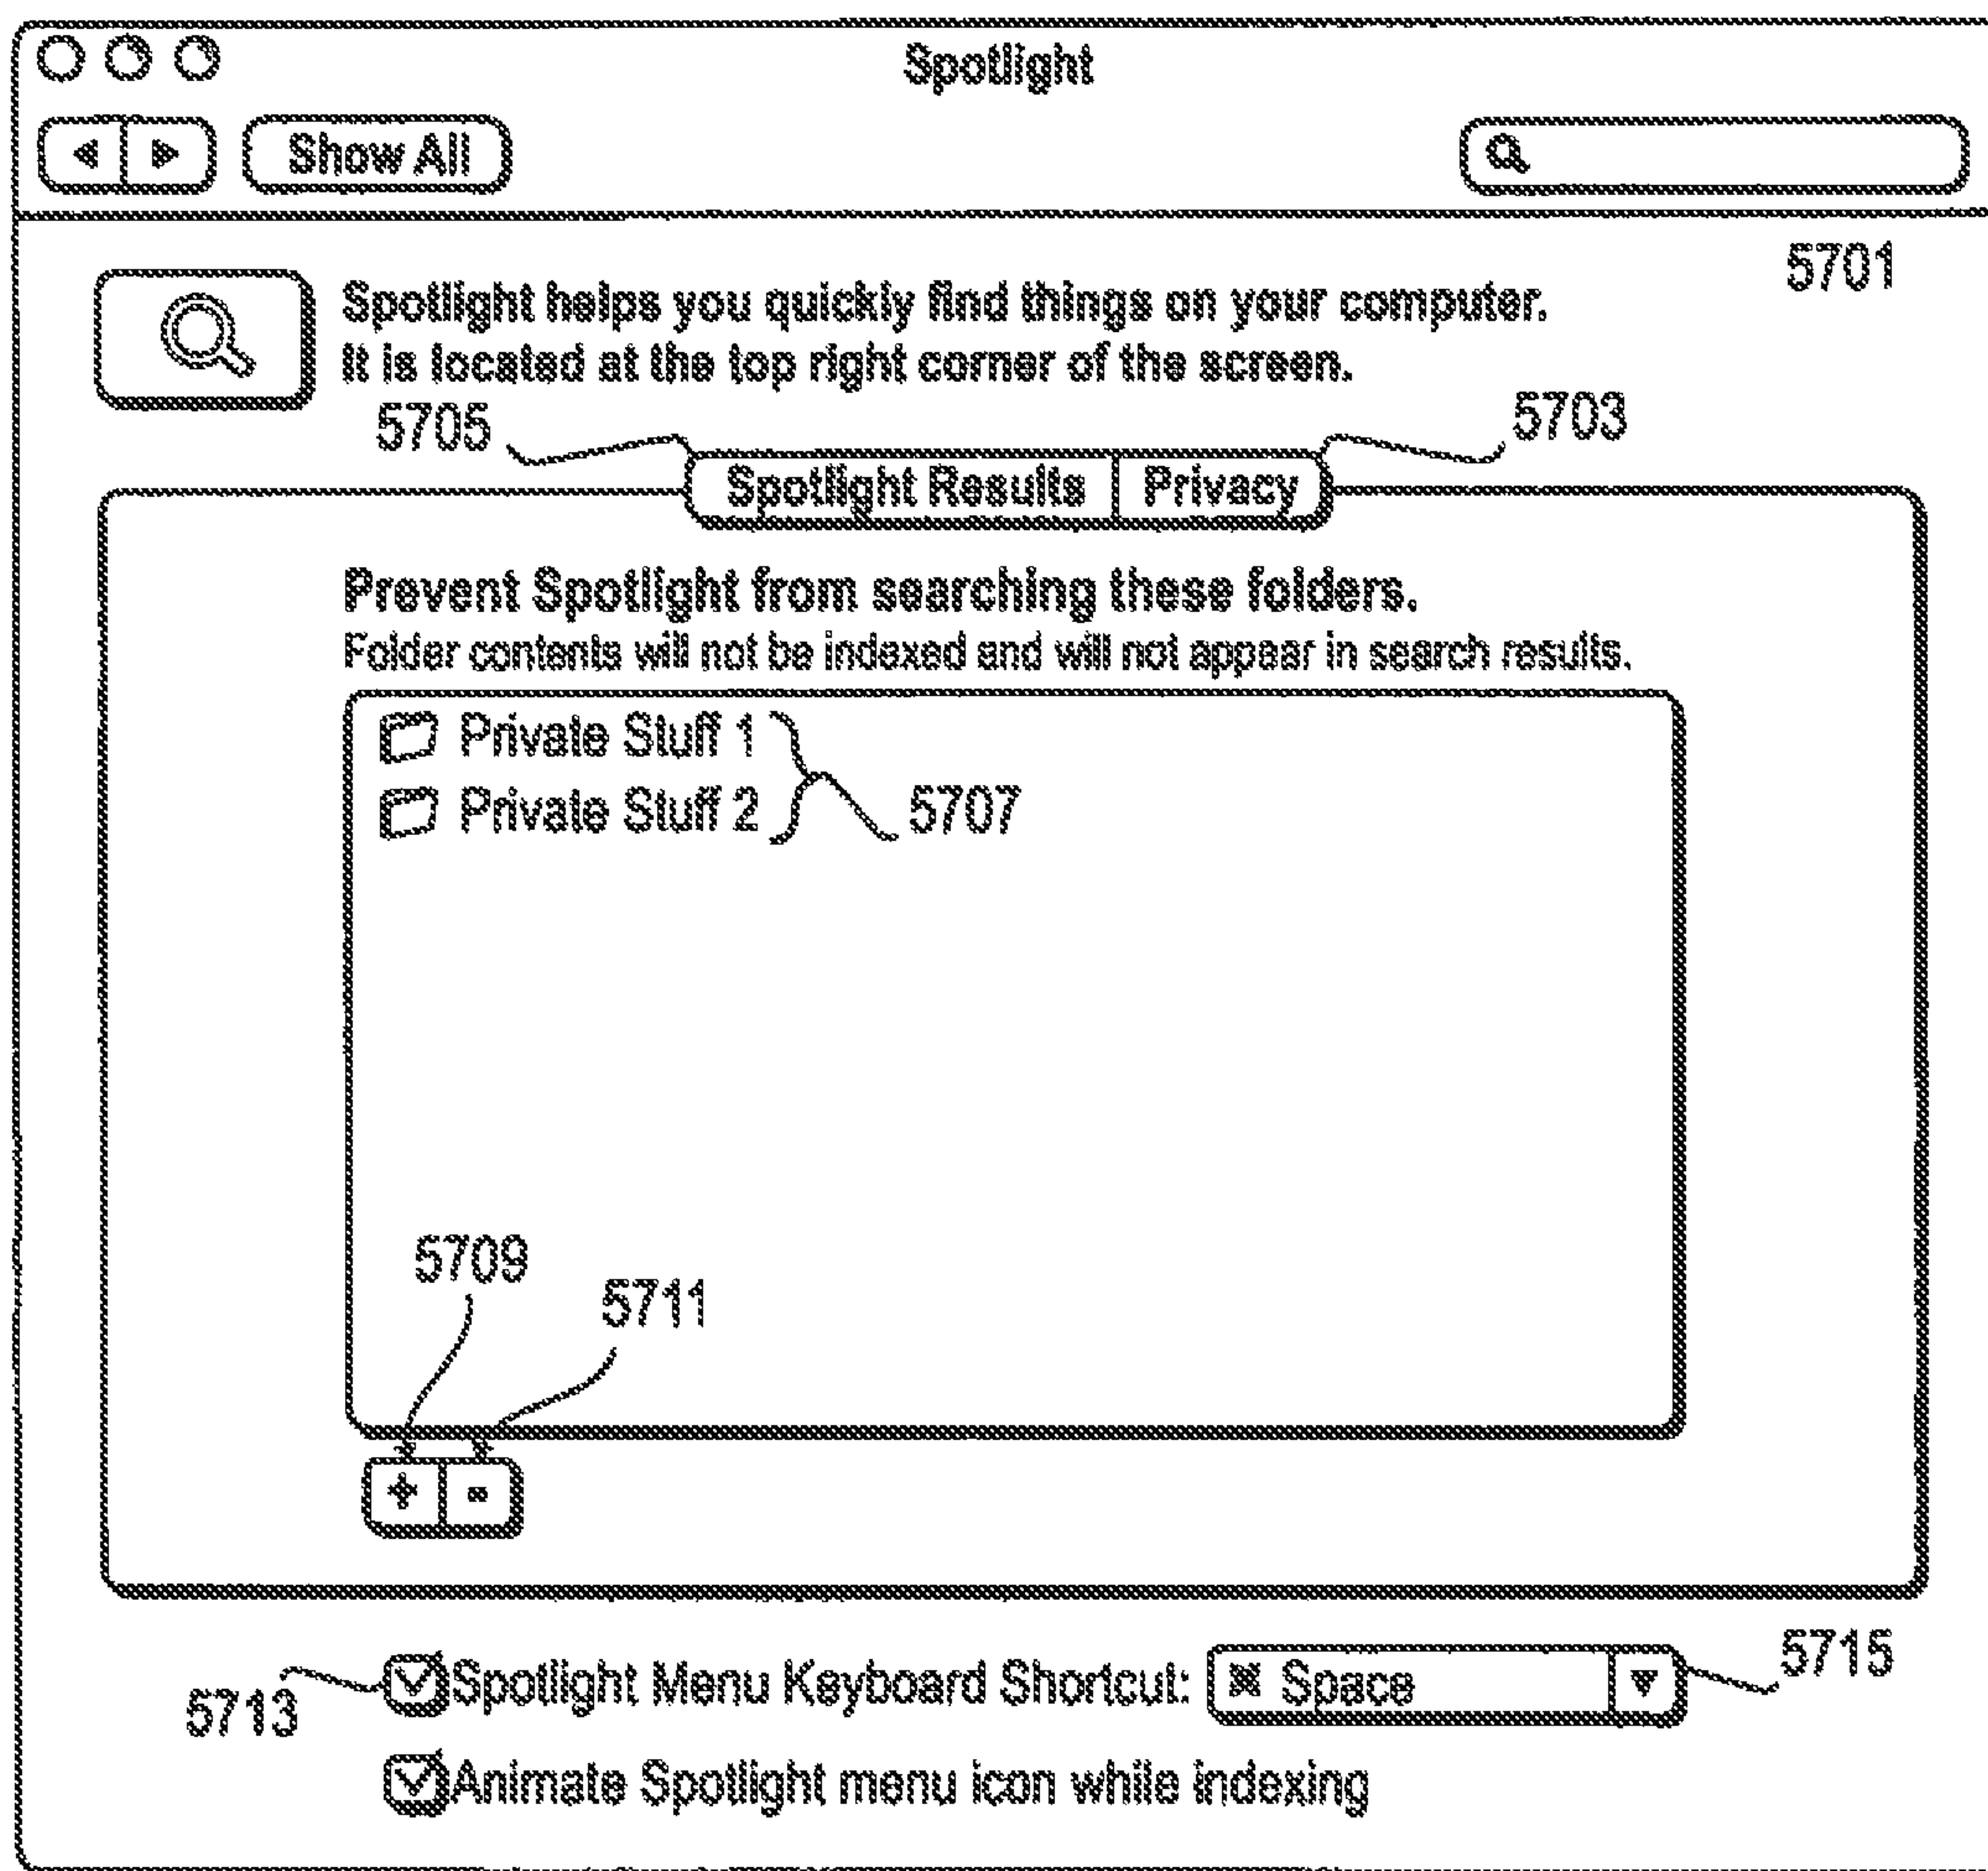 Spotlight
Show All
5701
Spotlight helps you quickly find things on your computer.
It is located at the top right corner of the screen.
5705
5703
Spotlight Results
Privacy
Prevent Spotlight from searching these folders.
Folder contents will not be indexed and will not appear in search results.
Private Stuff 1
Private Stuff 2
5707
5709
5711
+ -
5713
Spotlight Menu Keyboard Shortcut: ⌘ Space
5715
Animate Spotlight menu icon while indexing